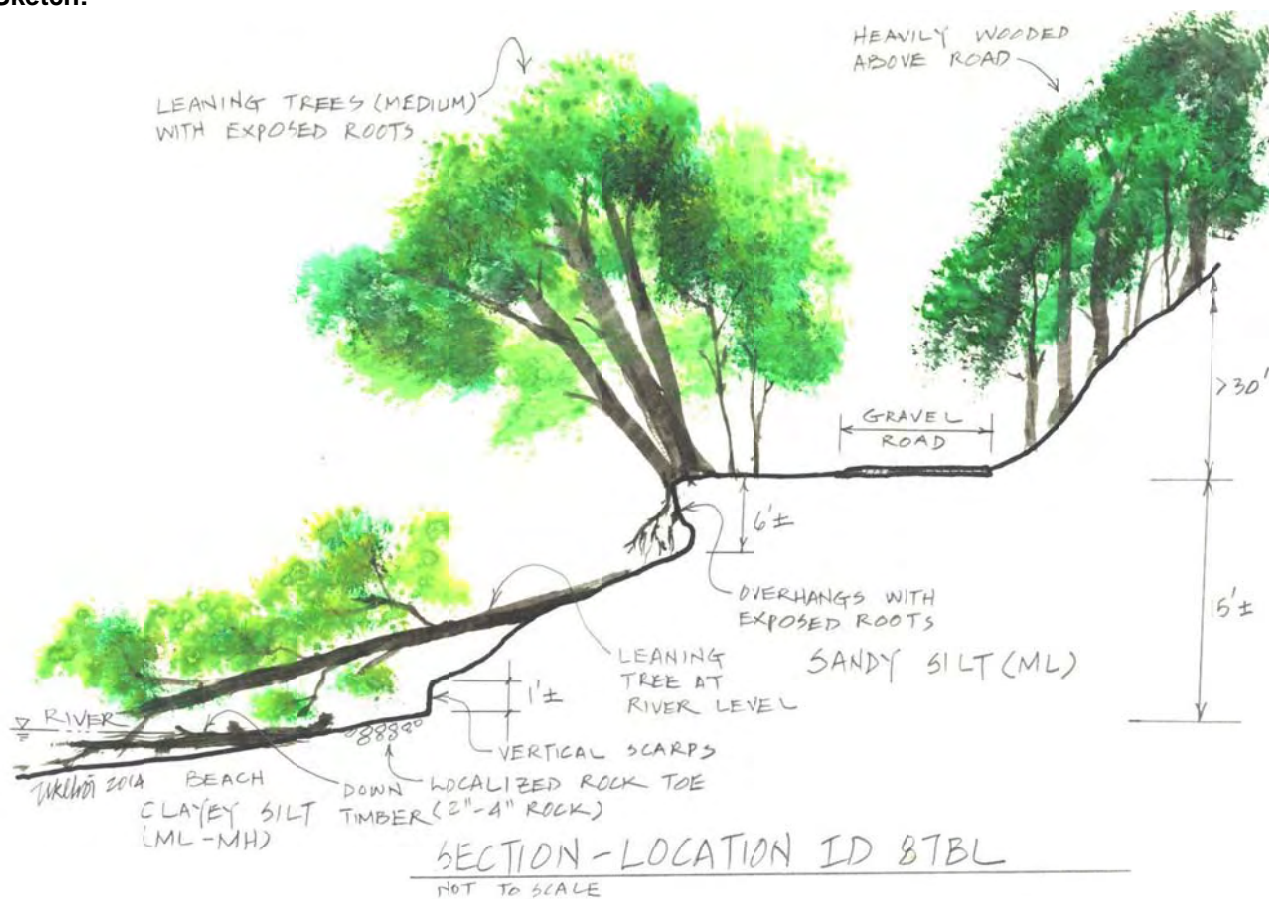 Sketch:
HEAVILY WOODED
ABOVE ROAD
LEANING TREES (MEDIUM)
WITH EXPOSED ROOTS
>30'
GRAVEL
ROAD
6'±
OVERHANGS WITH
EXPOSED ROOTS
15'±
SANDY SILT (ML)
LEANING
TREE AT
RIVER LEVEL
1'±
RIVER
VERTICAL SCARPS
2014
BEACH
CLAYEY SILT
(ML-MH)
DOWN
TIMBER
LOCALIZED ROCK TOE
(2"-4" ROCK)
SECTION-LOCATION ID 87BL
NOT TO SCALE